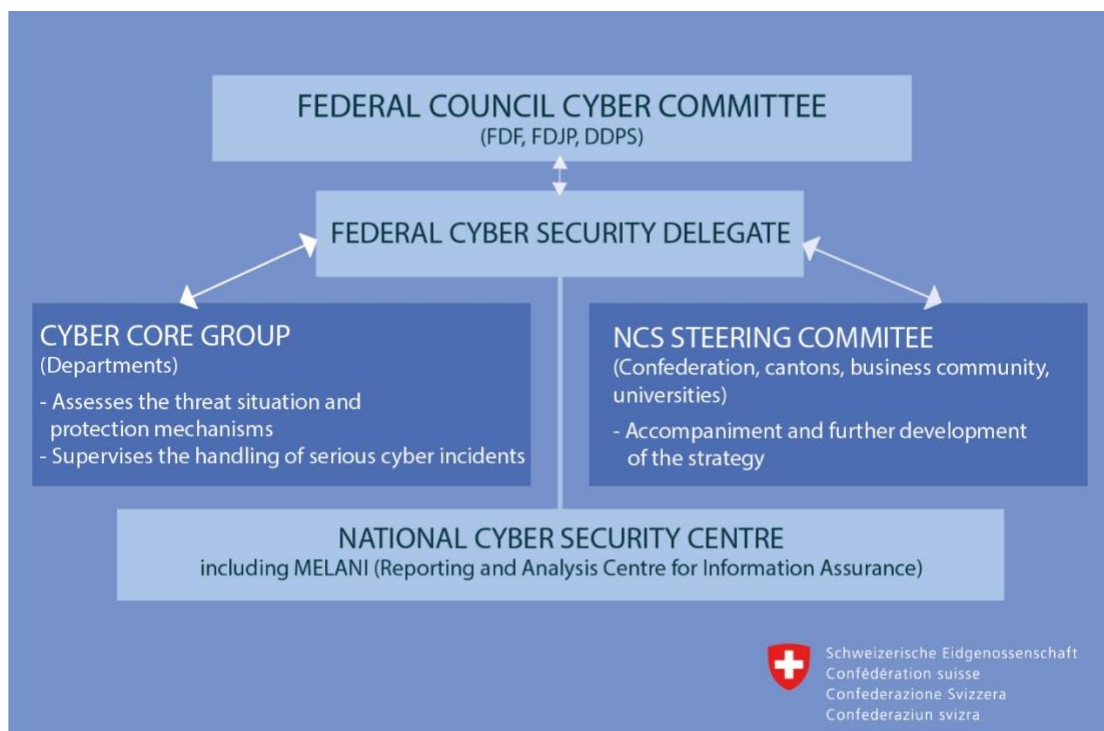 FEDERAL COUNCIL CYBER COMMITTEE
(FDF, FDJP, DDPS)
FEDERAL CYBER SECURITY DELEGATE
CYBER CORE GROUP
(Departments)
- Assesses the threat situation and
protection mechanisms
- Supervises the handling of serious cyber incidents
NCS STEERING COMMITEE
(Confederation, cantons, business community,
universities)
- Accompaniment and further development
of the strategy
NATIONAL CYBER SECURITY CENTRE
including MELANI (Reporting and Analysis Centre for Information Assurance)
Schweizerische Eidgenossenschaft
Confédération suisse
Confederazione Svizzera
Confederaziun svizra